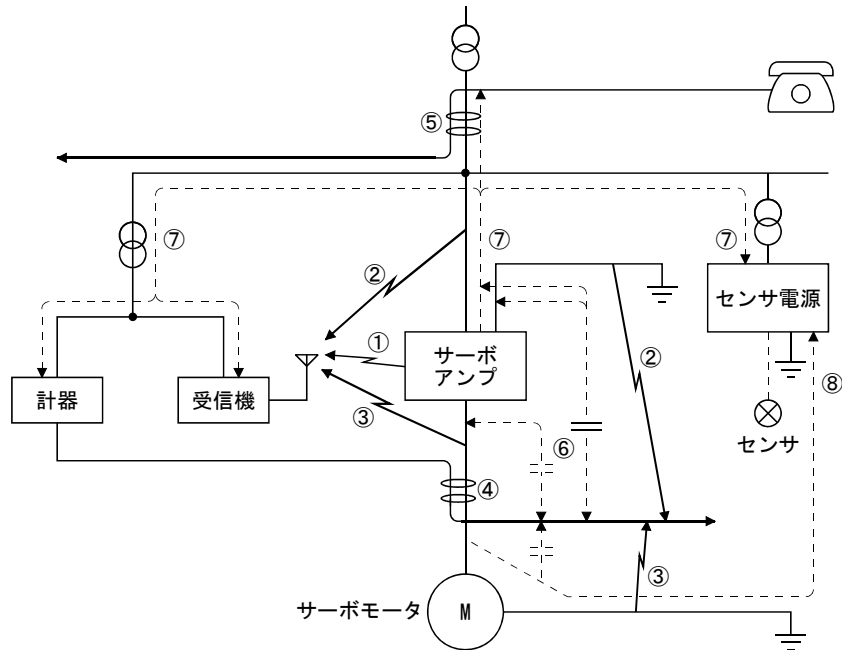 ⑤
⑦
⑦
⑦
②
①
サーボ
アンプ
センサ電源
②
⑧
計器
受信機
③
⑥
センサ
④
③
サーボモータ
M